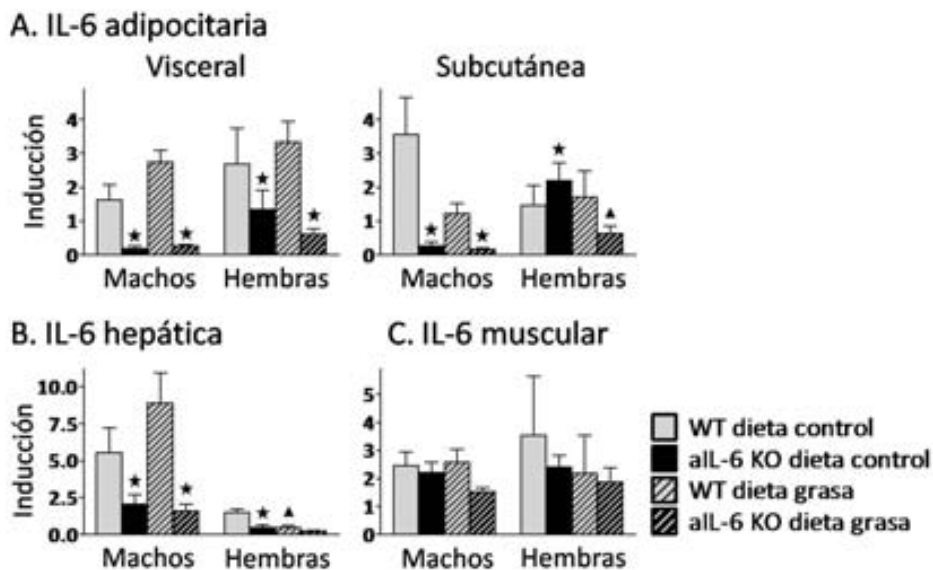 A. IL-6 adipocitaria
Visceral
Subcutánea
Inducción
4
3
2
1
0
Machos
Hembras
4
3
2
1
0
Machos
Hembras
B. IL-6 hepática
C. IL-6 muscular
Inducción
10.0
7.5
5.0
2.5
0.0
Machos
Hembras
5
4
3
2
1
0
Machos
Hembras
WT dieta control
aIL-6 KO dieta control
WT dieta grasa
aIL-6 KO dieta grasa